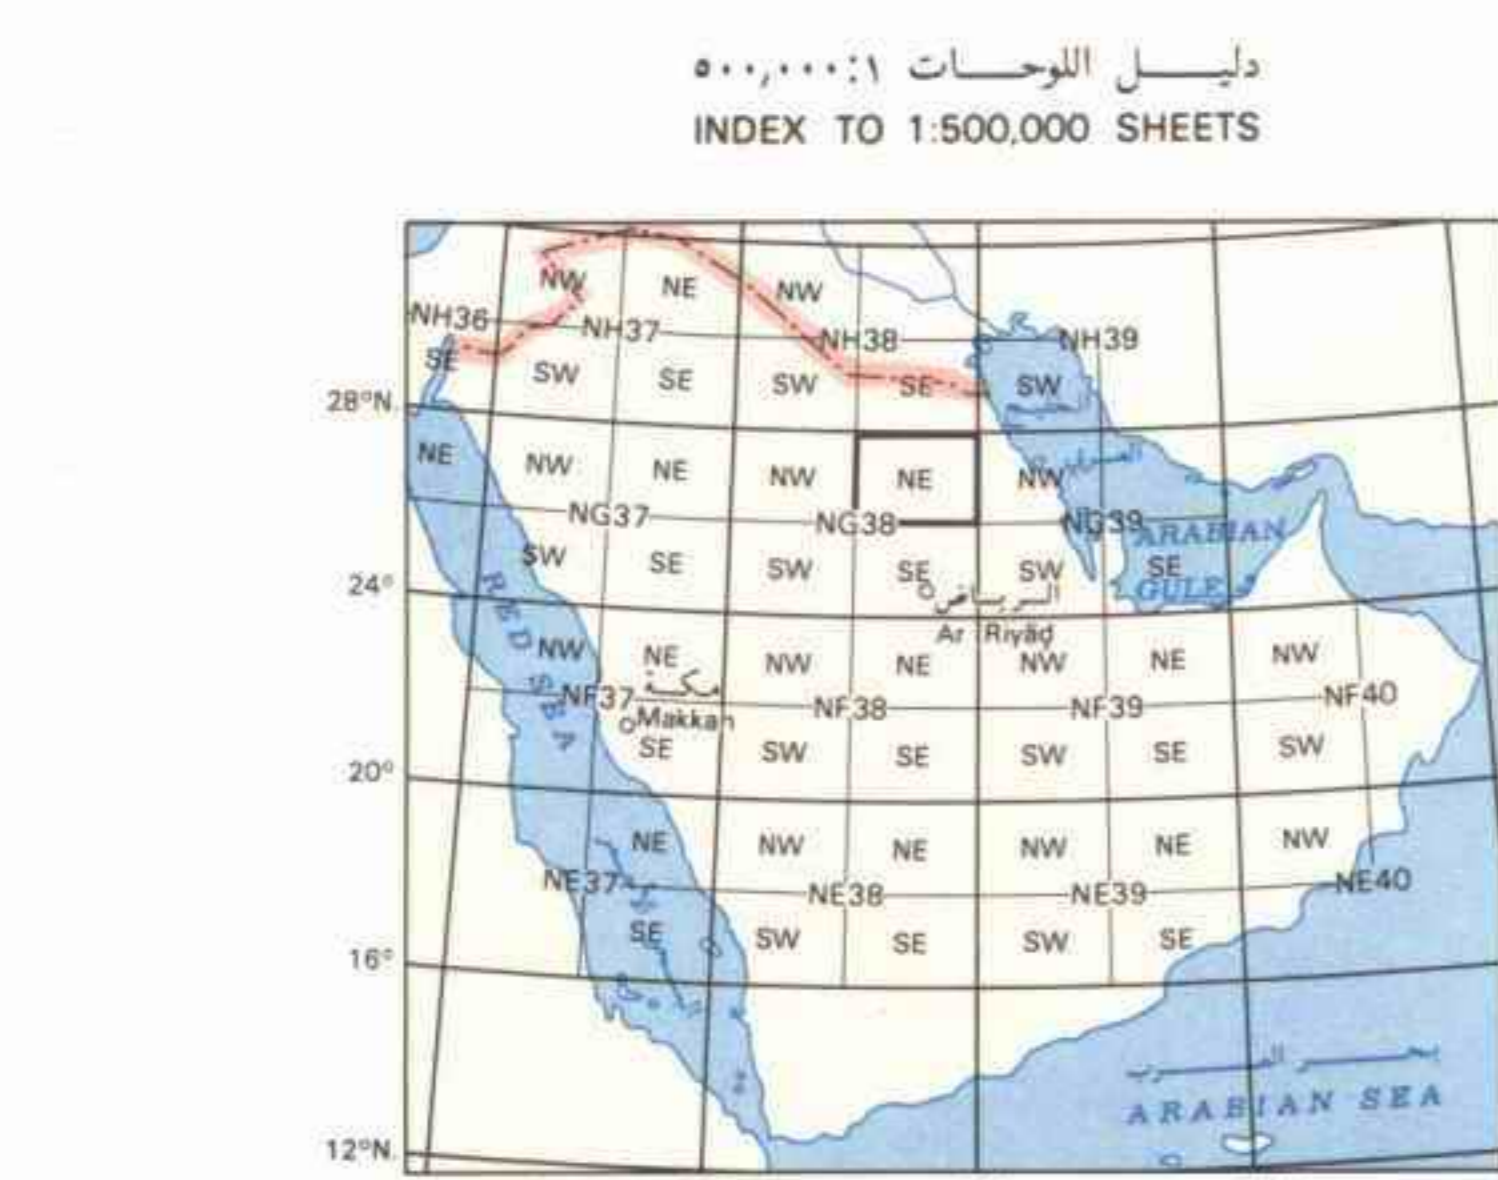 دليل اللوحات ١:٥٠٠,٠٠٠
INDEX TO 1:500,000 SHEETS
NW NE NW
NH36 NH37 NH38 NH39
SE SW SE SW SE SW
28°N.
NE NW NE NW NE NW
NG37 NG38 NG39
ARABIAN
SW SE SW SE SW SE
24°
GULF
الرياض
Ar Riyāḍ
RED SEA
NW NE NW NE NW NE NW
مكة
NF37 NF38 NF39 NF40
Makkah
SE SW SE SW SE SW
20°
NE NW NE NW NE NW
NE37 NE38 NE39 NE40
SE SW SE SW SE
16°
بحر العرب
ARABIAN SEA
12°N.